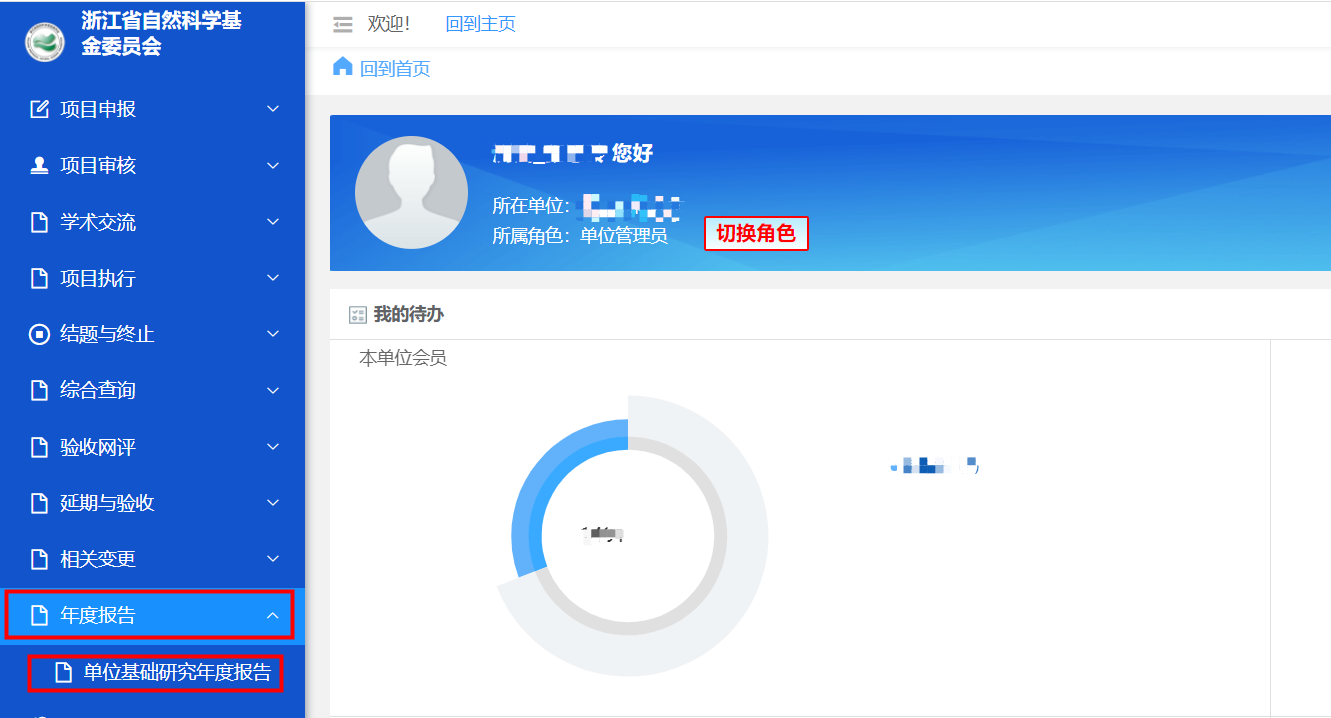 浙江省自然科学基
金委员会
项目申报
项目审核
学术交流
项目执行
结题与终止
综合查询
验收网评
延期与验收
相关变更
年度报告
单位基础研究年度报告
欢迎! 回到主页
回到首页
您好
所在单位:
所属角色: 单位管理员
切换角色
我的待办
本单位会员